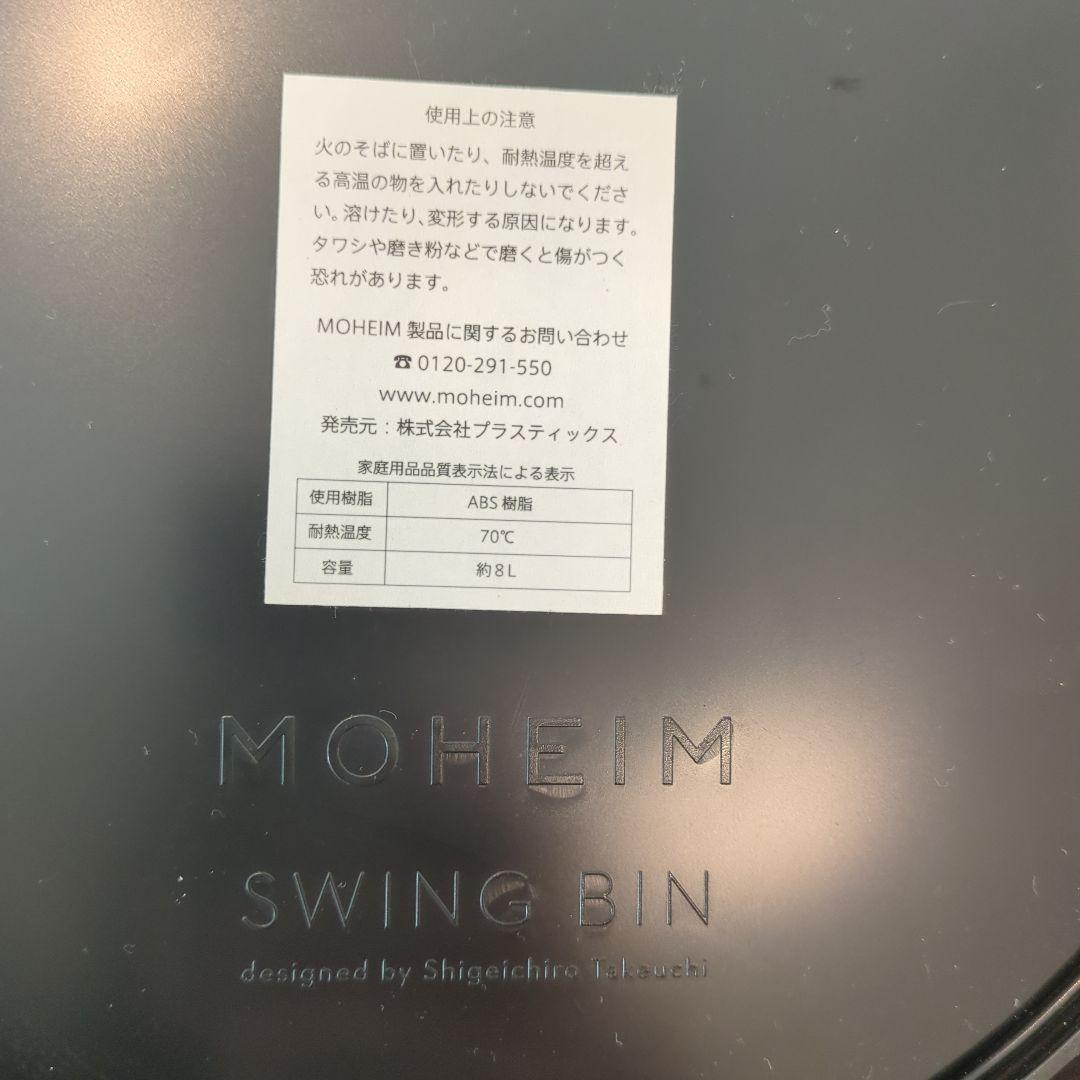 使用上の注意
火のそばに置いたり、耐熱温度を超え
る高温の物を入れたりしないでくださ
い。溶けたり、変形する原因になります。
タワシや磨き粉などで磨くと傷がつく
恐れがあります。
MOHEIM 製品に関するお問い合わせ
☎ 0120-291-550
www.moheim.com
発売元：株式会社プラスティックス
家庭用品品質表示法による表示
使用樹脂 ABS 樹脂
耐熱温度 70℃
容量 約8L
MOHEIM
SWING BIN
designed by Shigeichiro Takeuchi